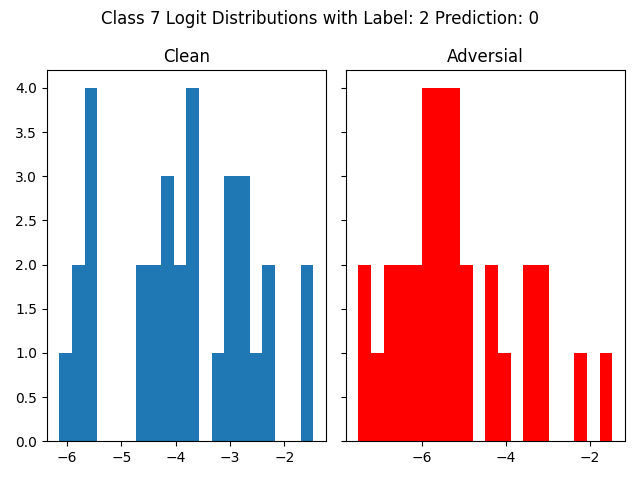 Class 7 Logit Distributions with Label: 2 Prediction: 0
Clean
Adversial
4.0
3.5
3.0
2.5
2.0
1.5
1.0
0.5
0.0
−6 −5 −4 −3 −2
−6 −4 −2